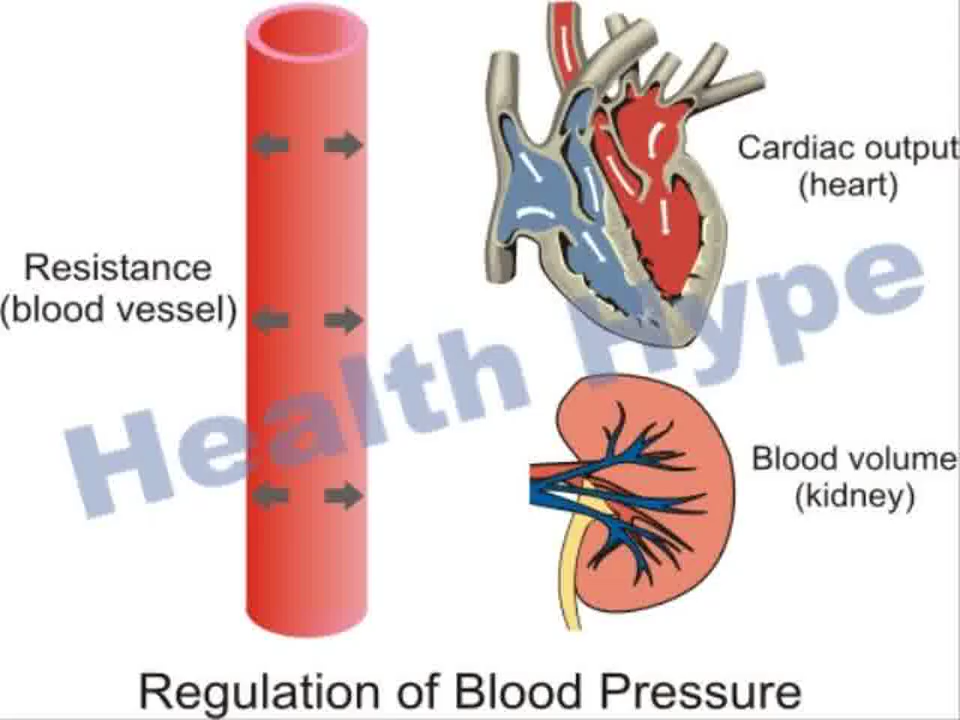 Cardiac output
(heart)
Resistance
(blood vessel)
Health Hype
Blood volume
(kidney)
Regulation of Blood Pressure